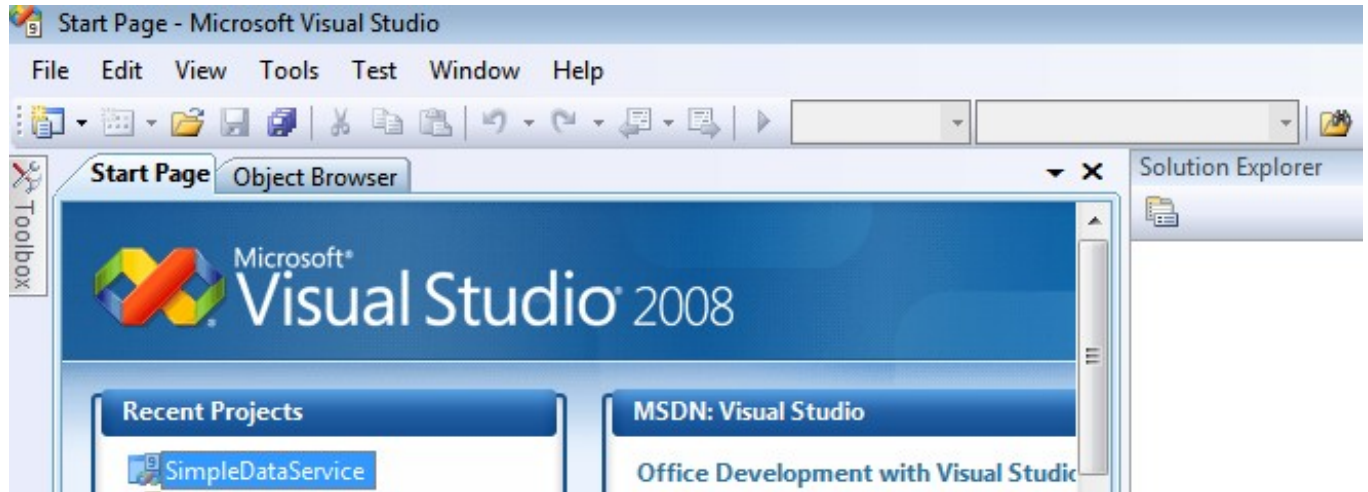 Start Page - Microsoft Visual Studio
File Edit View Tools Test Window Help
Toolbox
Start Page Object Browser
Solution Explorer
Microsoft®
Visual Studio® 2008
Recent Projects
MSDN: Visual Studio
SimpleDataService
Office Development with Visual